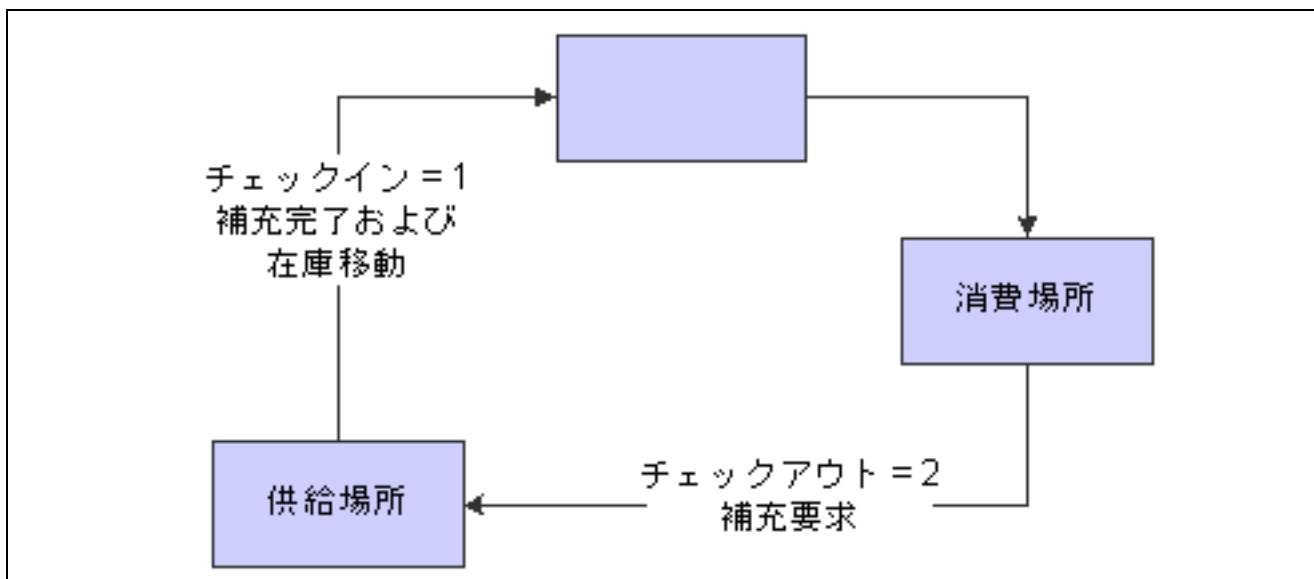 チェックイン＝1
補充完了および
在庫移動
消費場所
チェックアウト＝2
補充要求
供給場所